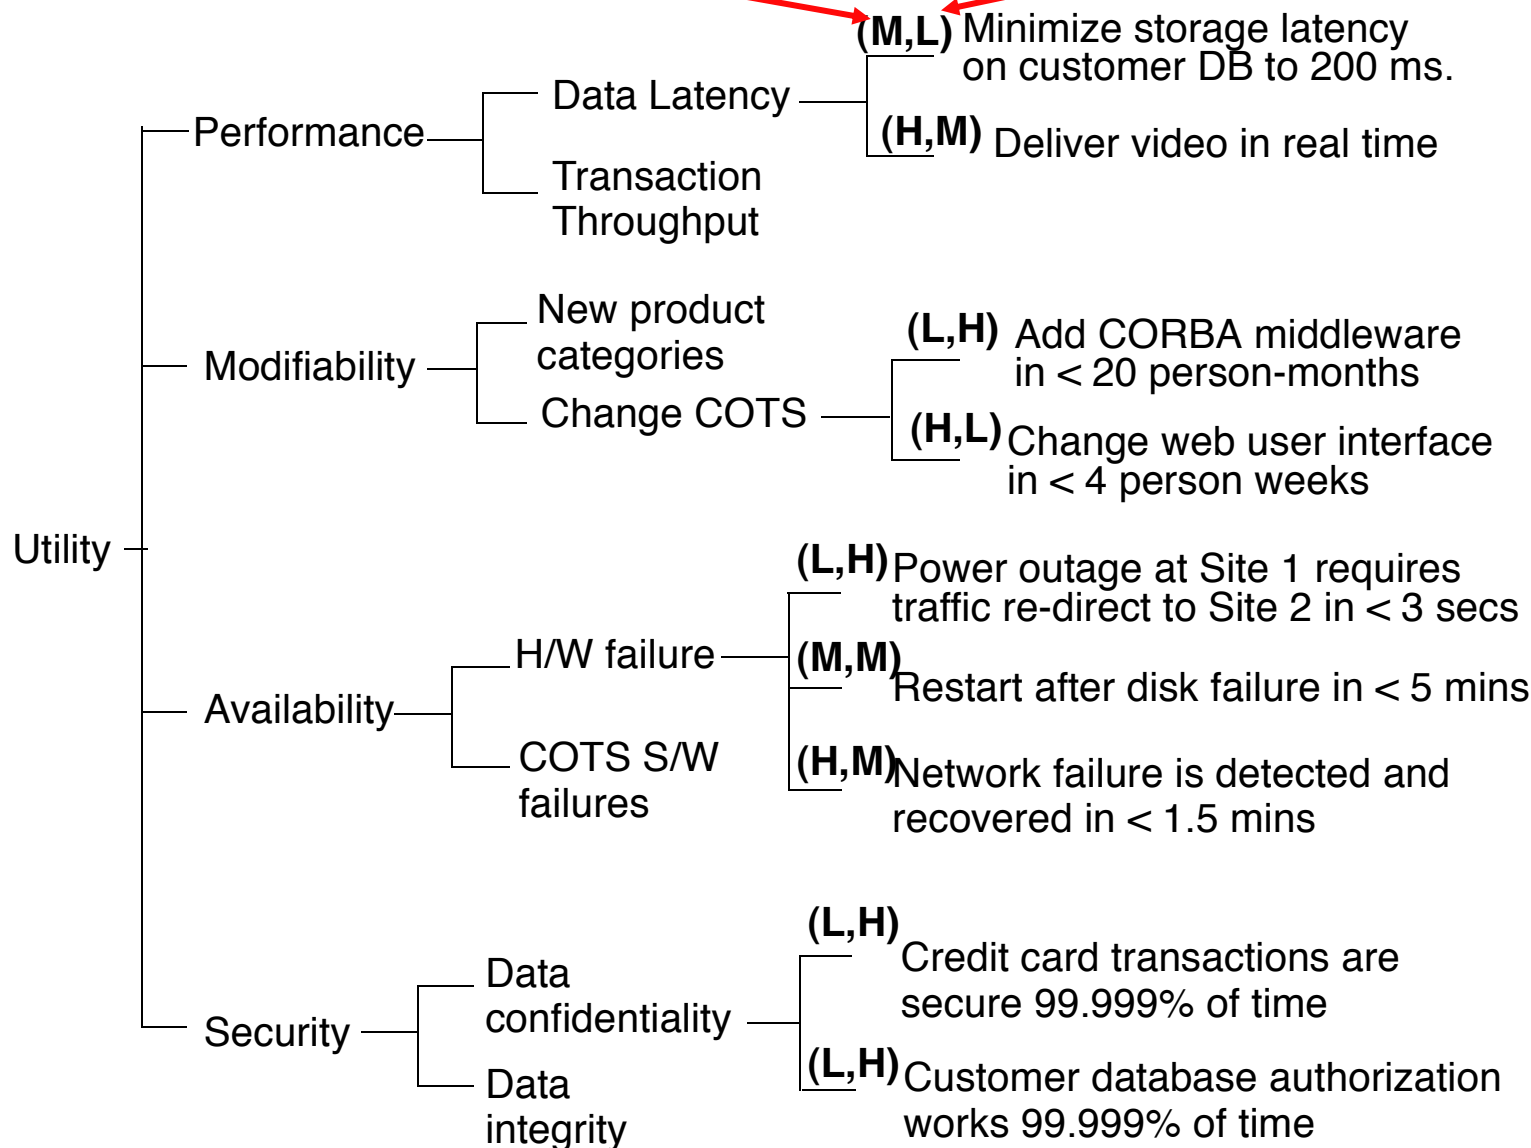 (M,L) Minimize storage latency
on customer DB to 200 ms.
Data Latency
Performance
(H,M) Deliver video in real time
Transaction
Throughput
New product
categories
Modifiability
(L,H) Add CORBA middleware
in < 20 person-months
Change COTS
(H,L) Change web user interface
in < 4 person weeks
Utility
(L,H) Power outage at Site 1 requires
traffic re-direct to Site 2 in < 3 secs
H/W failure
(M,M) Restart after disk failure in < 5 mins
Availability
COTS S/W
failures
(H,M) Network failure is detected and
recovered in < 1.5 mins
(L,H) Credit card transactions are
secure 99.999% of time
Data
confidentiality
Security
(L,H) Customer database authorization
works 99.999% of time
Data
integrity